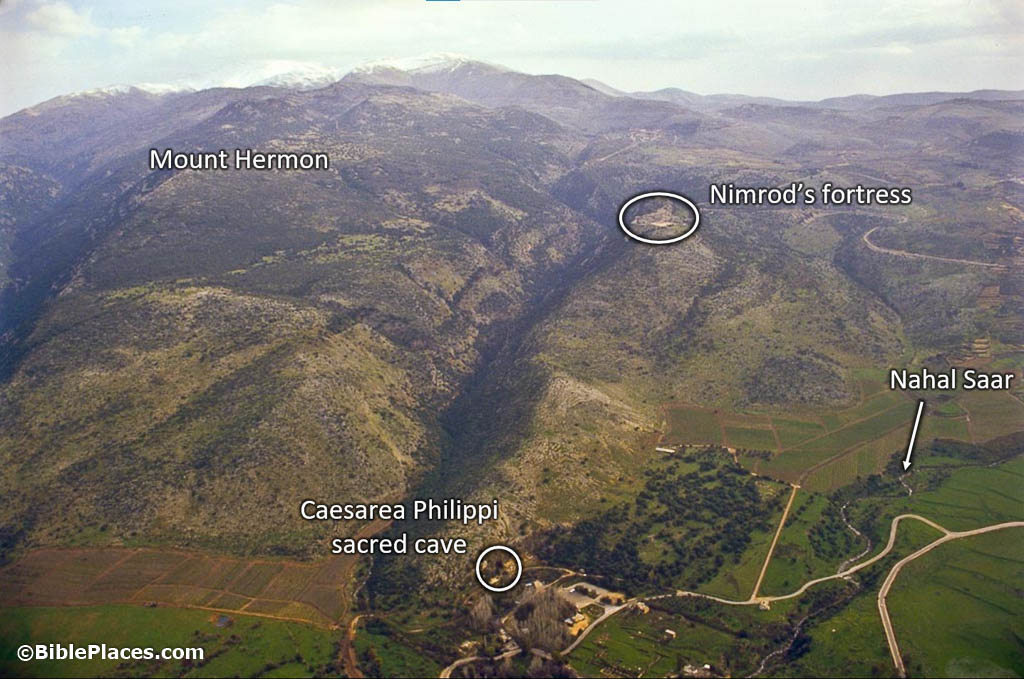 Mount Hermon
Nimrod’s fortress
Nahal Saar
Caesarea Philippi
sacred cave
©BiblePlaces.com